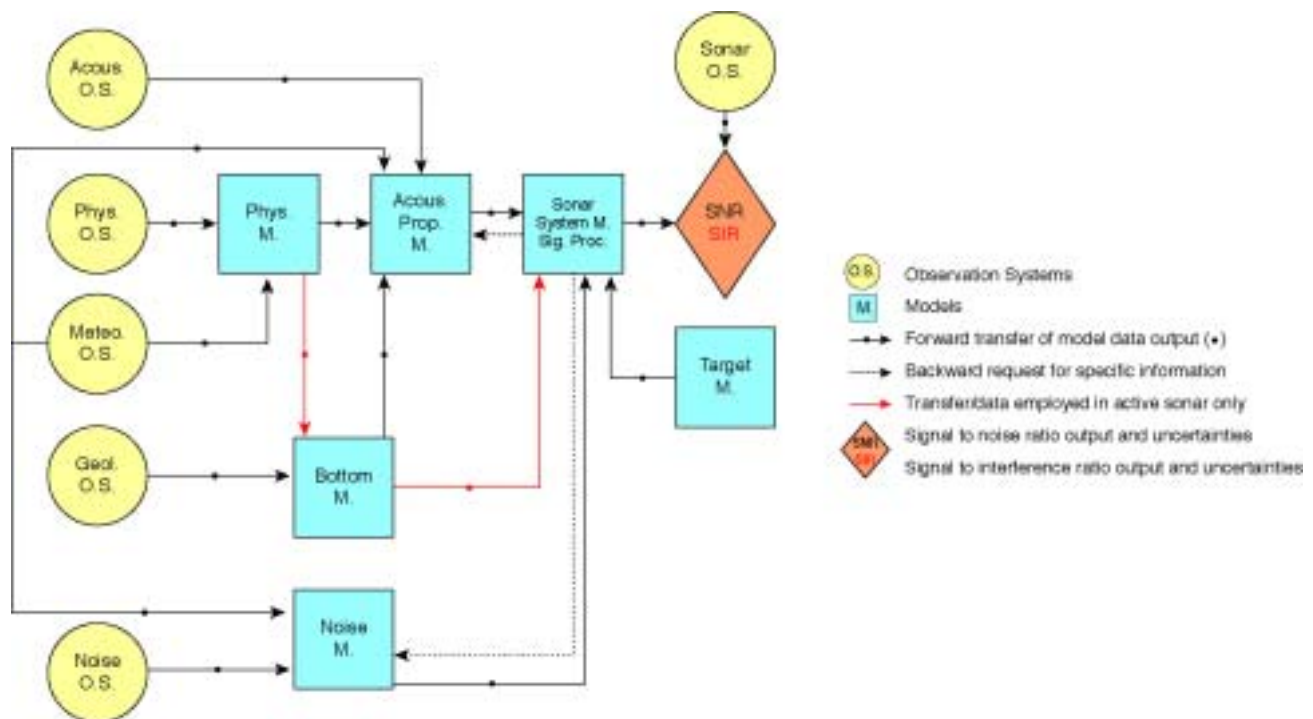 Acous.
O.S.
Sonar
O.S.
Phys.
O.S.
Phys.
M.
Acous.
Prop.
M.
Sonar
System M.
Sig. Proc.
SNR
SIR
Meteo.
O.S.
Target
M.
Geol.
O.S.
Bottom
M.
Noise
M.
Noise
O.S.
O.S. Observation Systems
M. Models
Forward transfer of model data output (•)
Backward request for specific information
Transfer/data employed in active sonar only
SNR Signal to noise ratio output and uncertainties
SIR Signal to interference ratio output and uncertainties